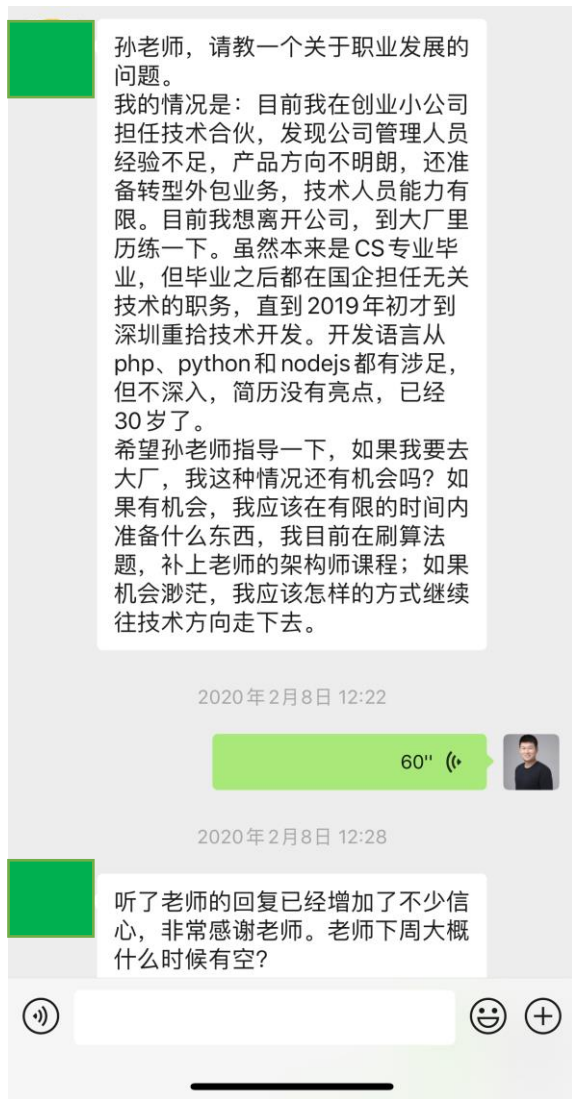 孙老师，请教一个关于职业发展的
问题。
我的情况是：目前我在创业小公司
担任技术合伙，发现公司管理人员
经验不足，产品方向不明朗，还准
备转型外包业务，技术人员能力有
限。目前我想离开公司，到大厂里
历练一下。虽然本来是CS专业毕
业，但毕业之后都在国企担任无关
技术的职务，直到2019年初才到
深圳重拾技术开发。开发语言从
php、python和nodejs都有涉足，
但不深入，简历没有亮点，已经
30岁了。
希望孙老师指导一下，如果我要去
大厂，我这种情况还有机会吗？如
果有机会，我应该在有限的时间内
准备什么东西，我目前在刷算法
题，补上老师的架构师课程；如果
机会渺茫，我应该怎样的方式继续
往技术方向走下去。
2020年2月8日 12:22
60"
2020年2月8日 12:28
听了老师的回复已经增加了不少信
心，非常感谢老师。老师下周大概
什么时候有空？